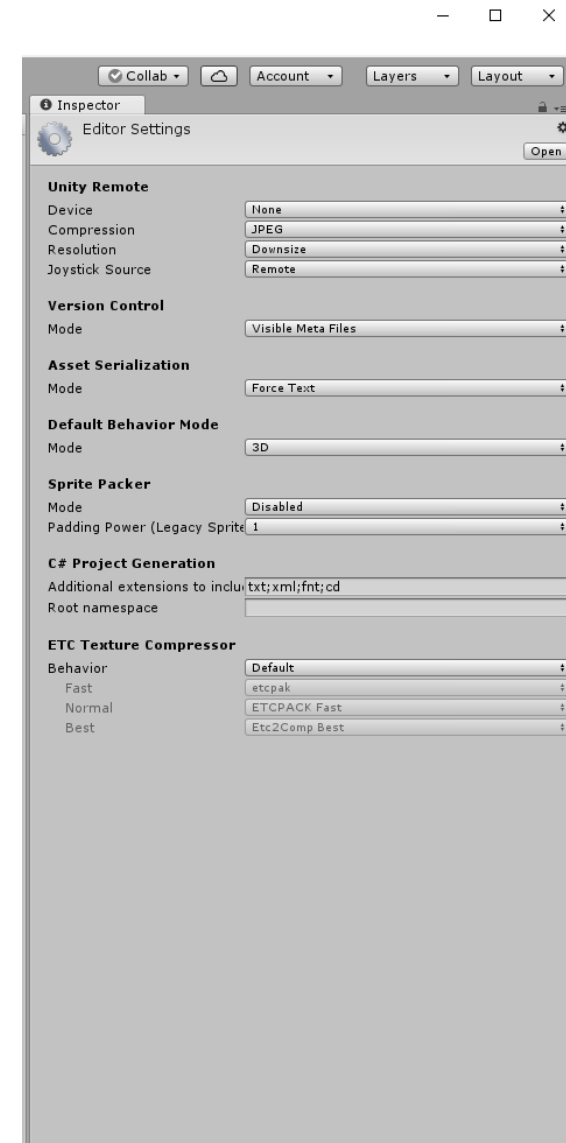 Collab Account Layers Layout
Inspector
Editor Settings
Open
Unity Remote
Device None
Compression JPEG
Resolution Downsize
Joystick Source Remote
Version Control
Mode Visible Meta Files
Asset Serialization
Mode Force Text
Default Behavior Mode
Mode 3D
Sprite Packer
Mode Disabled
Padding Power (Legacy Sprite 1
C# Project Generation
Additional extensions to inclu txt;xml;fnt;cd
Root namespace
ETC Texture Compressor
Behavior Default
Fast etcpak
Normal ETCPACK Fast
Best Etc2Comp Best